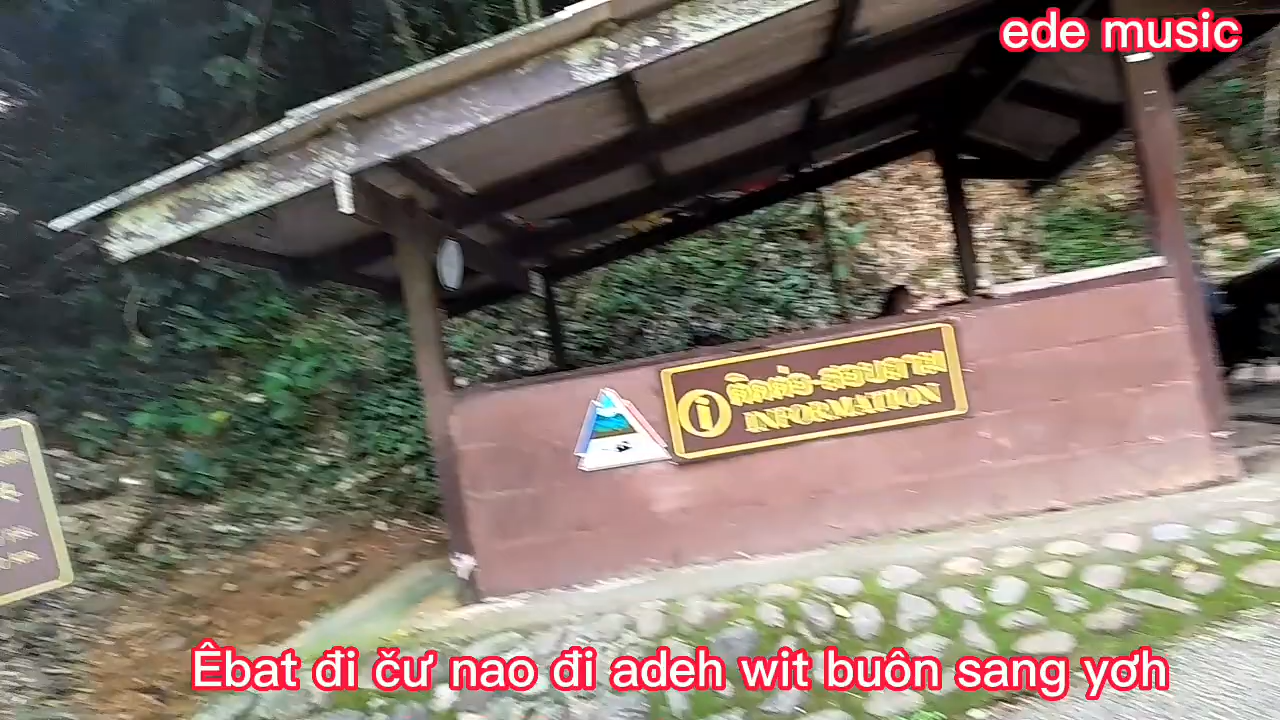 ede music
ติดต่อ-สอบถาม
INFORMATION
Êbat đi čư nao đi adeh wit buôn sang yơh